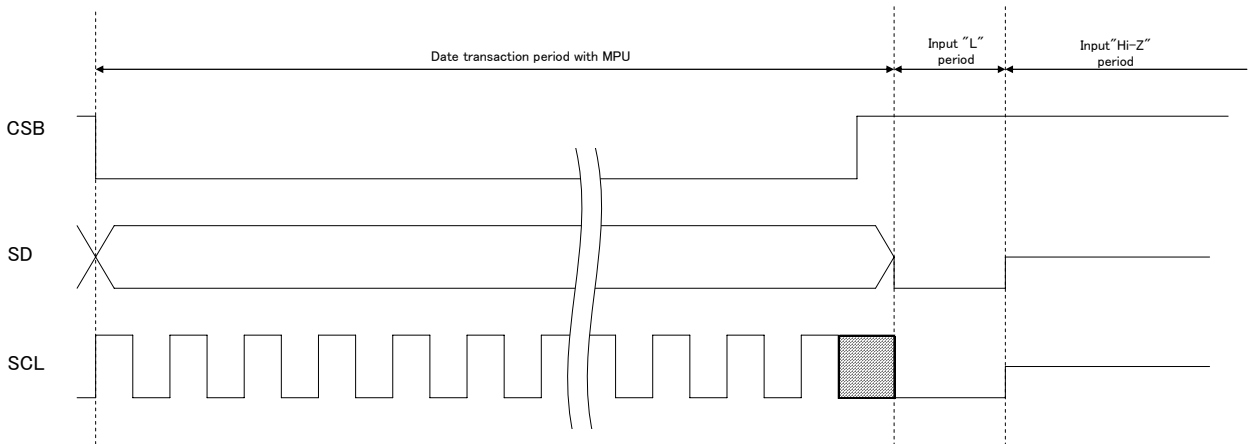 Date transaction period with MPU
Input "L"
period
Input"Hi-Z"
period
CSB
SD
SCL